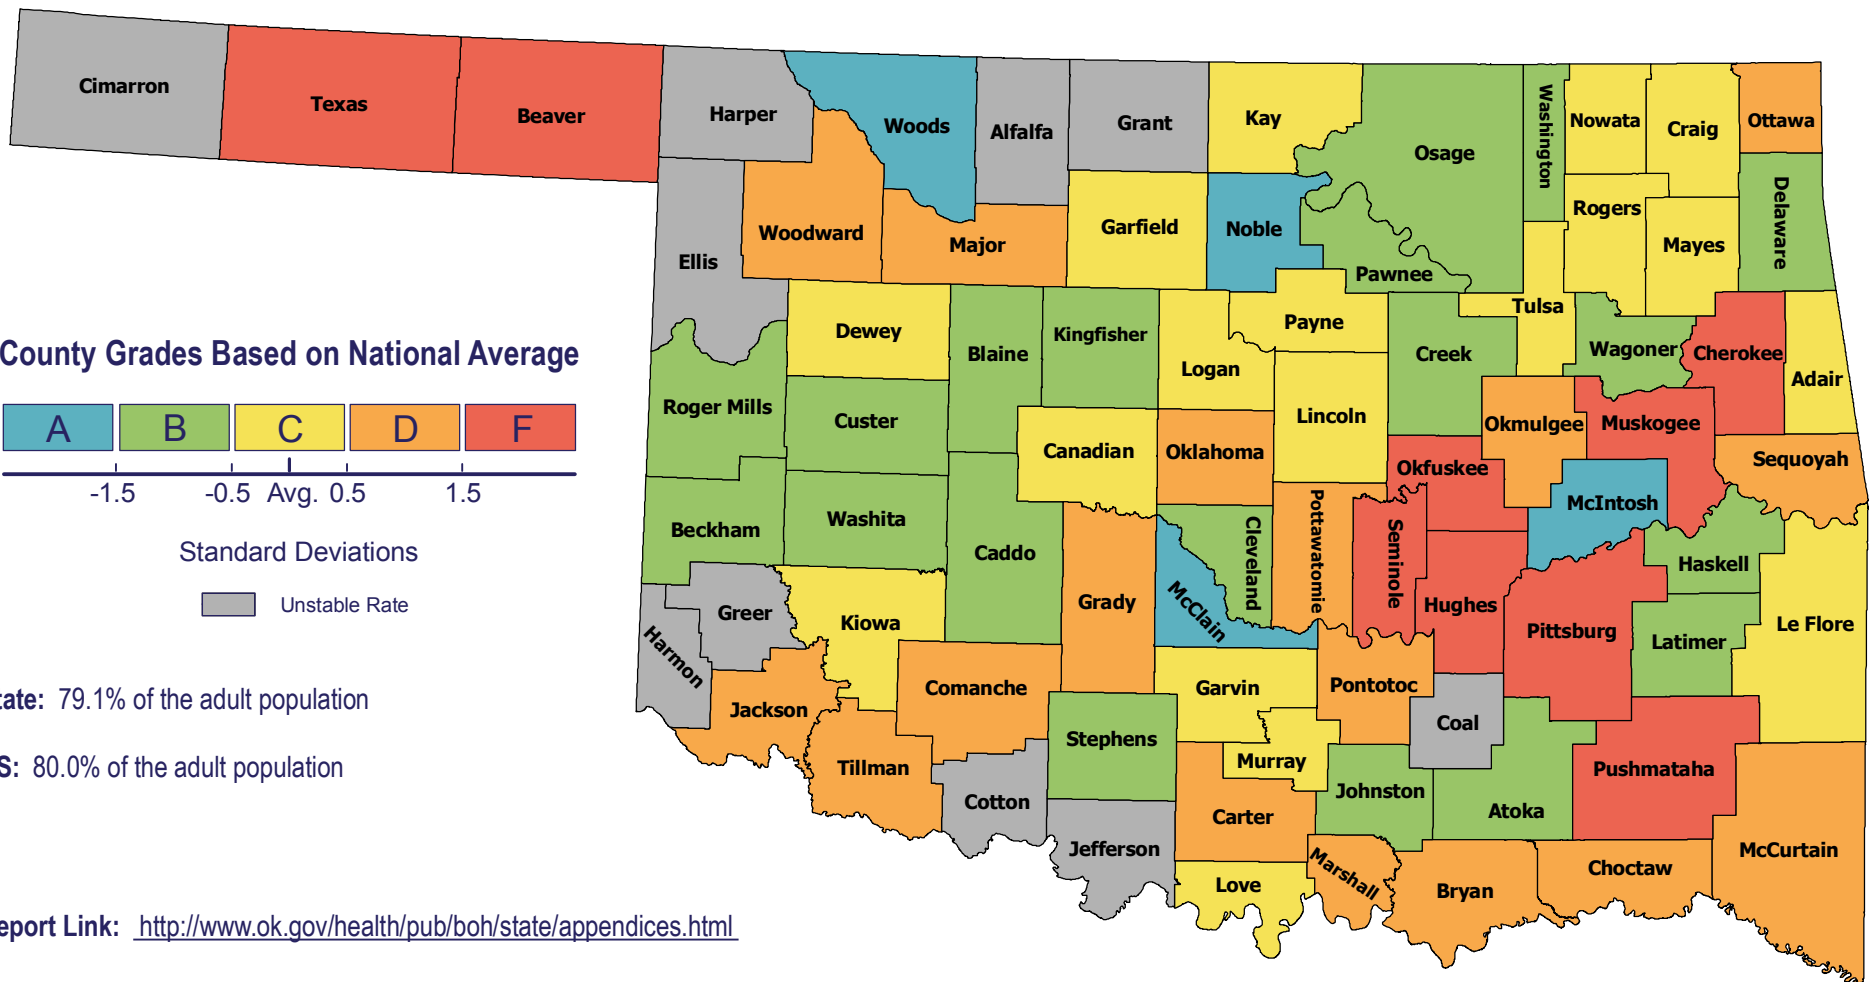 Cimarron
Texas
Beaver
Harper
Woods
Alfalfa
Grant
Kay
Osage
Washington
Nowata
Craig
Ottawa
Delaware
Ellis
Woodward
Major
Garfield
Noble
Pawnee
Rogers
Mayes
Dewey
Blaine
Kingfisher
Logan
Payne
Creek
Tulsa
Wagoner
Cherokee
Adair
Roger Mills
Custer
Canadian
Oklahoma
Lincoln
Okmulgee
Muskogee
Okfuskee
Sequoyah
McIntosh
Beckham
Washita
Caddo
Grady
McClain
Cleveland
Pottawatomie
Seminole
Hughes
Pittsburg
Haskell
Latimer
Le Flore
Harmon
Greer
Kiowa
Jackson
Comanche
Tillman
Cotton
Stephens
Jefferson
Garvin
Murray
Carter
Love
Pontotoc
Coal
Johnston
Atoka
Pushmataha
Marshall
Bryan
Choctaw
McCurtain
County Grades Based on National Average
A B C D F
-1.5 -0.5 Avg. 0.5 1.5
Standard Deviations
Unstable Rate
tate: 79.1% of the adult population
S: 80.0% of the adult population
eport Link: http://www.ok.gov/health/pub/boh/state/appendices.html